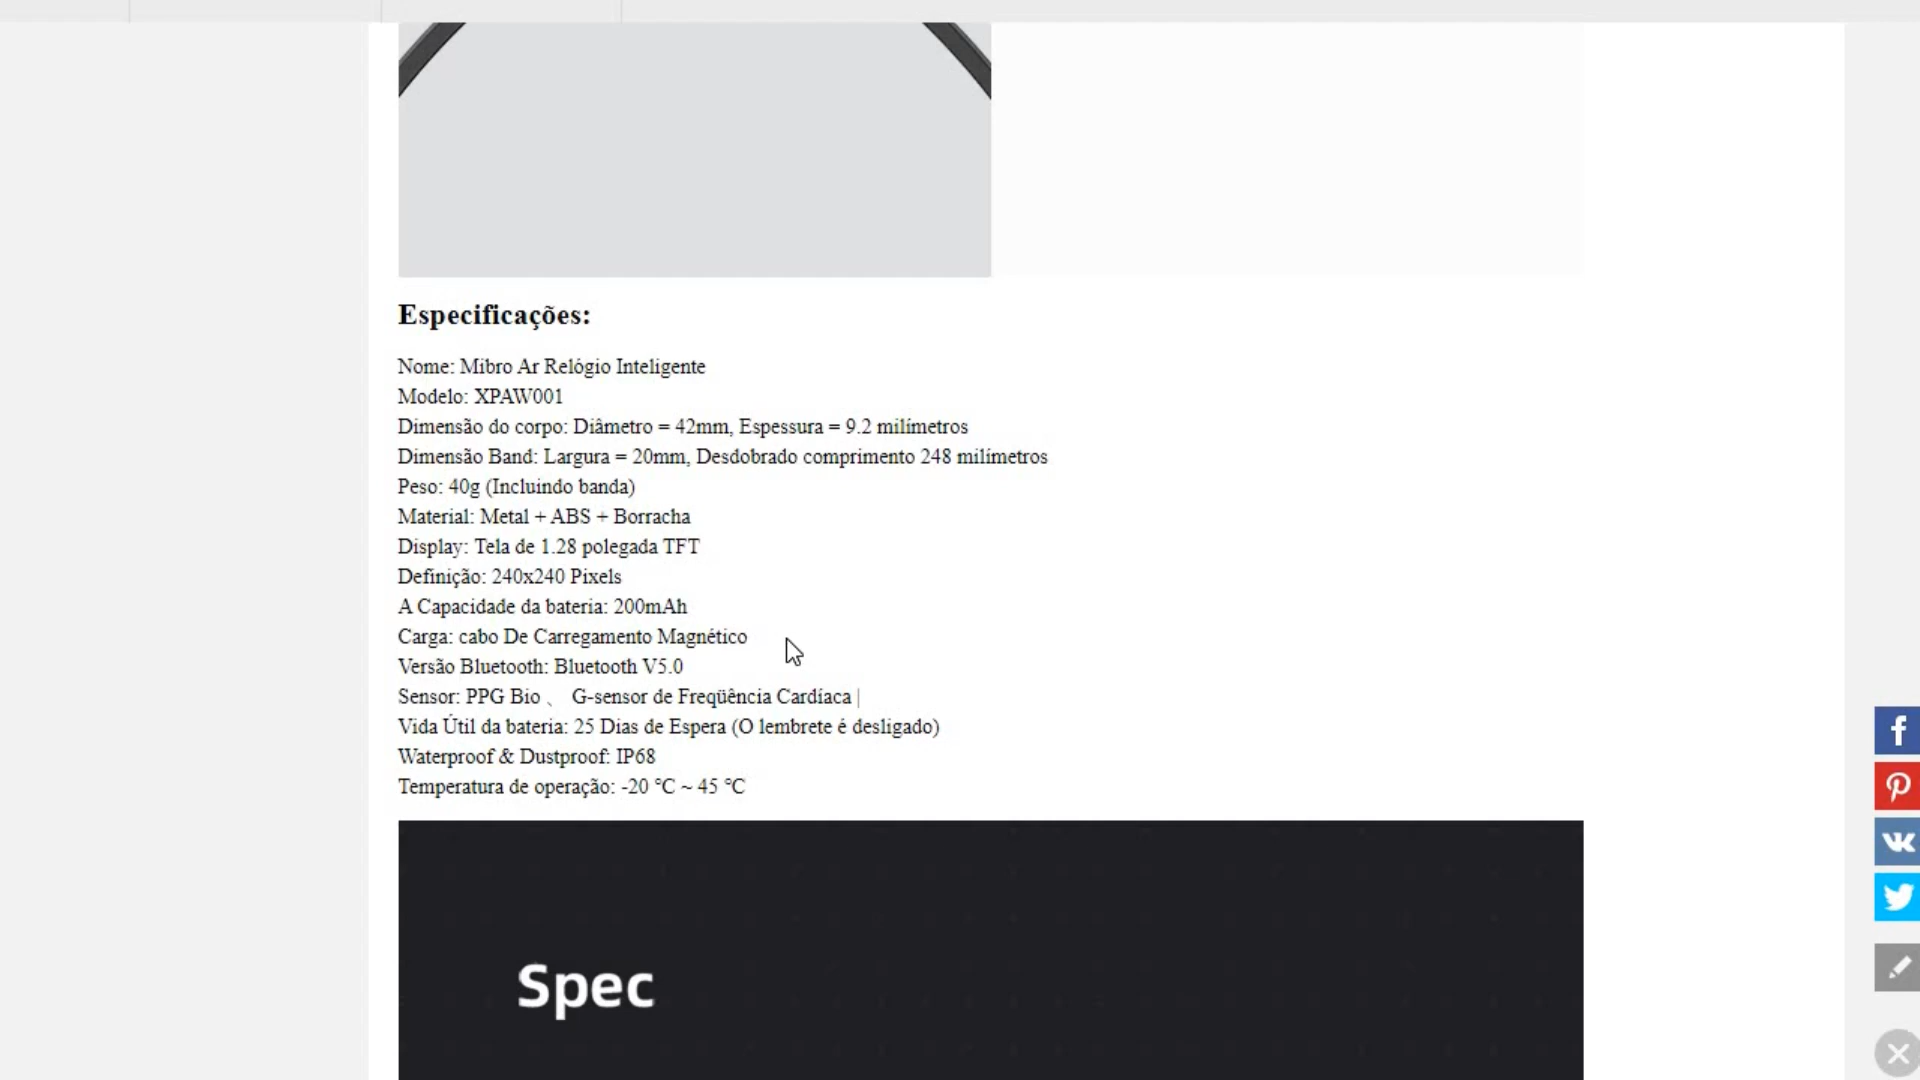 Especificações:
Nome: Mibro Ar Relógio Inteligente
Modelo: XPAW001
Dimensão do corpo: Diâmetro = 42mm, Espessura = 9.2 milímetros
Dimensão Band: Largura = 20mm, Desdobrado comprimento 248 milímetros
Peso: 40g (Incluindo banda)
Material: Metal + ABS + Borracha
Display: Tela de 1.28 polegada TFT
Definição: 240x240 Pixels
A Capacidade da bateria: 200mAh
Carga: cabo De Carregamento Magnético
Versão Bluetooth: Bluetooth V5.0
Sensor: PPG Bio 、 G-sensor de Freqüência Cardíaca |
Vida Útil da bateria: 25 Dias de Espera (O lembrete é desligado)
Waterproof & Dustproof: IP68
Temperatura de operação: -20 ℃ ~ 45 ℃
Spec